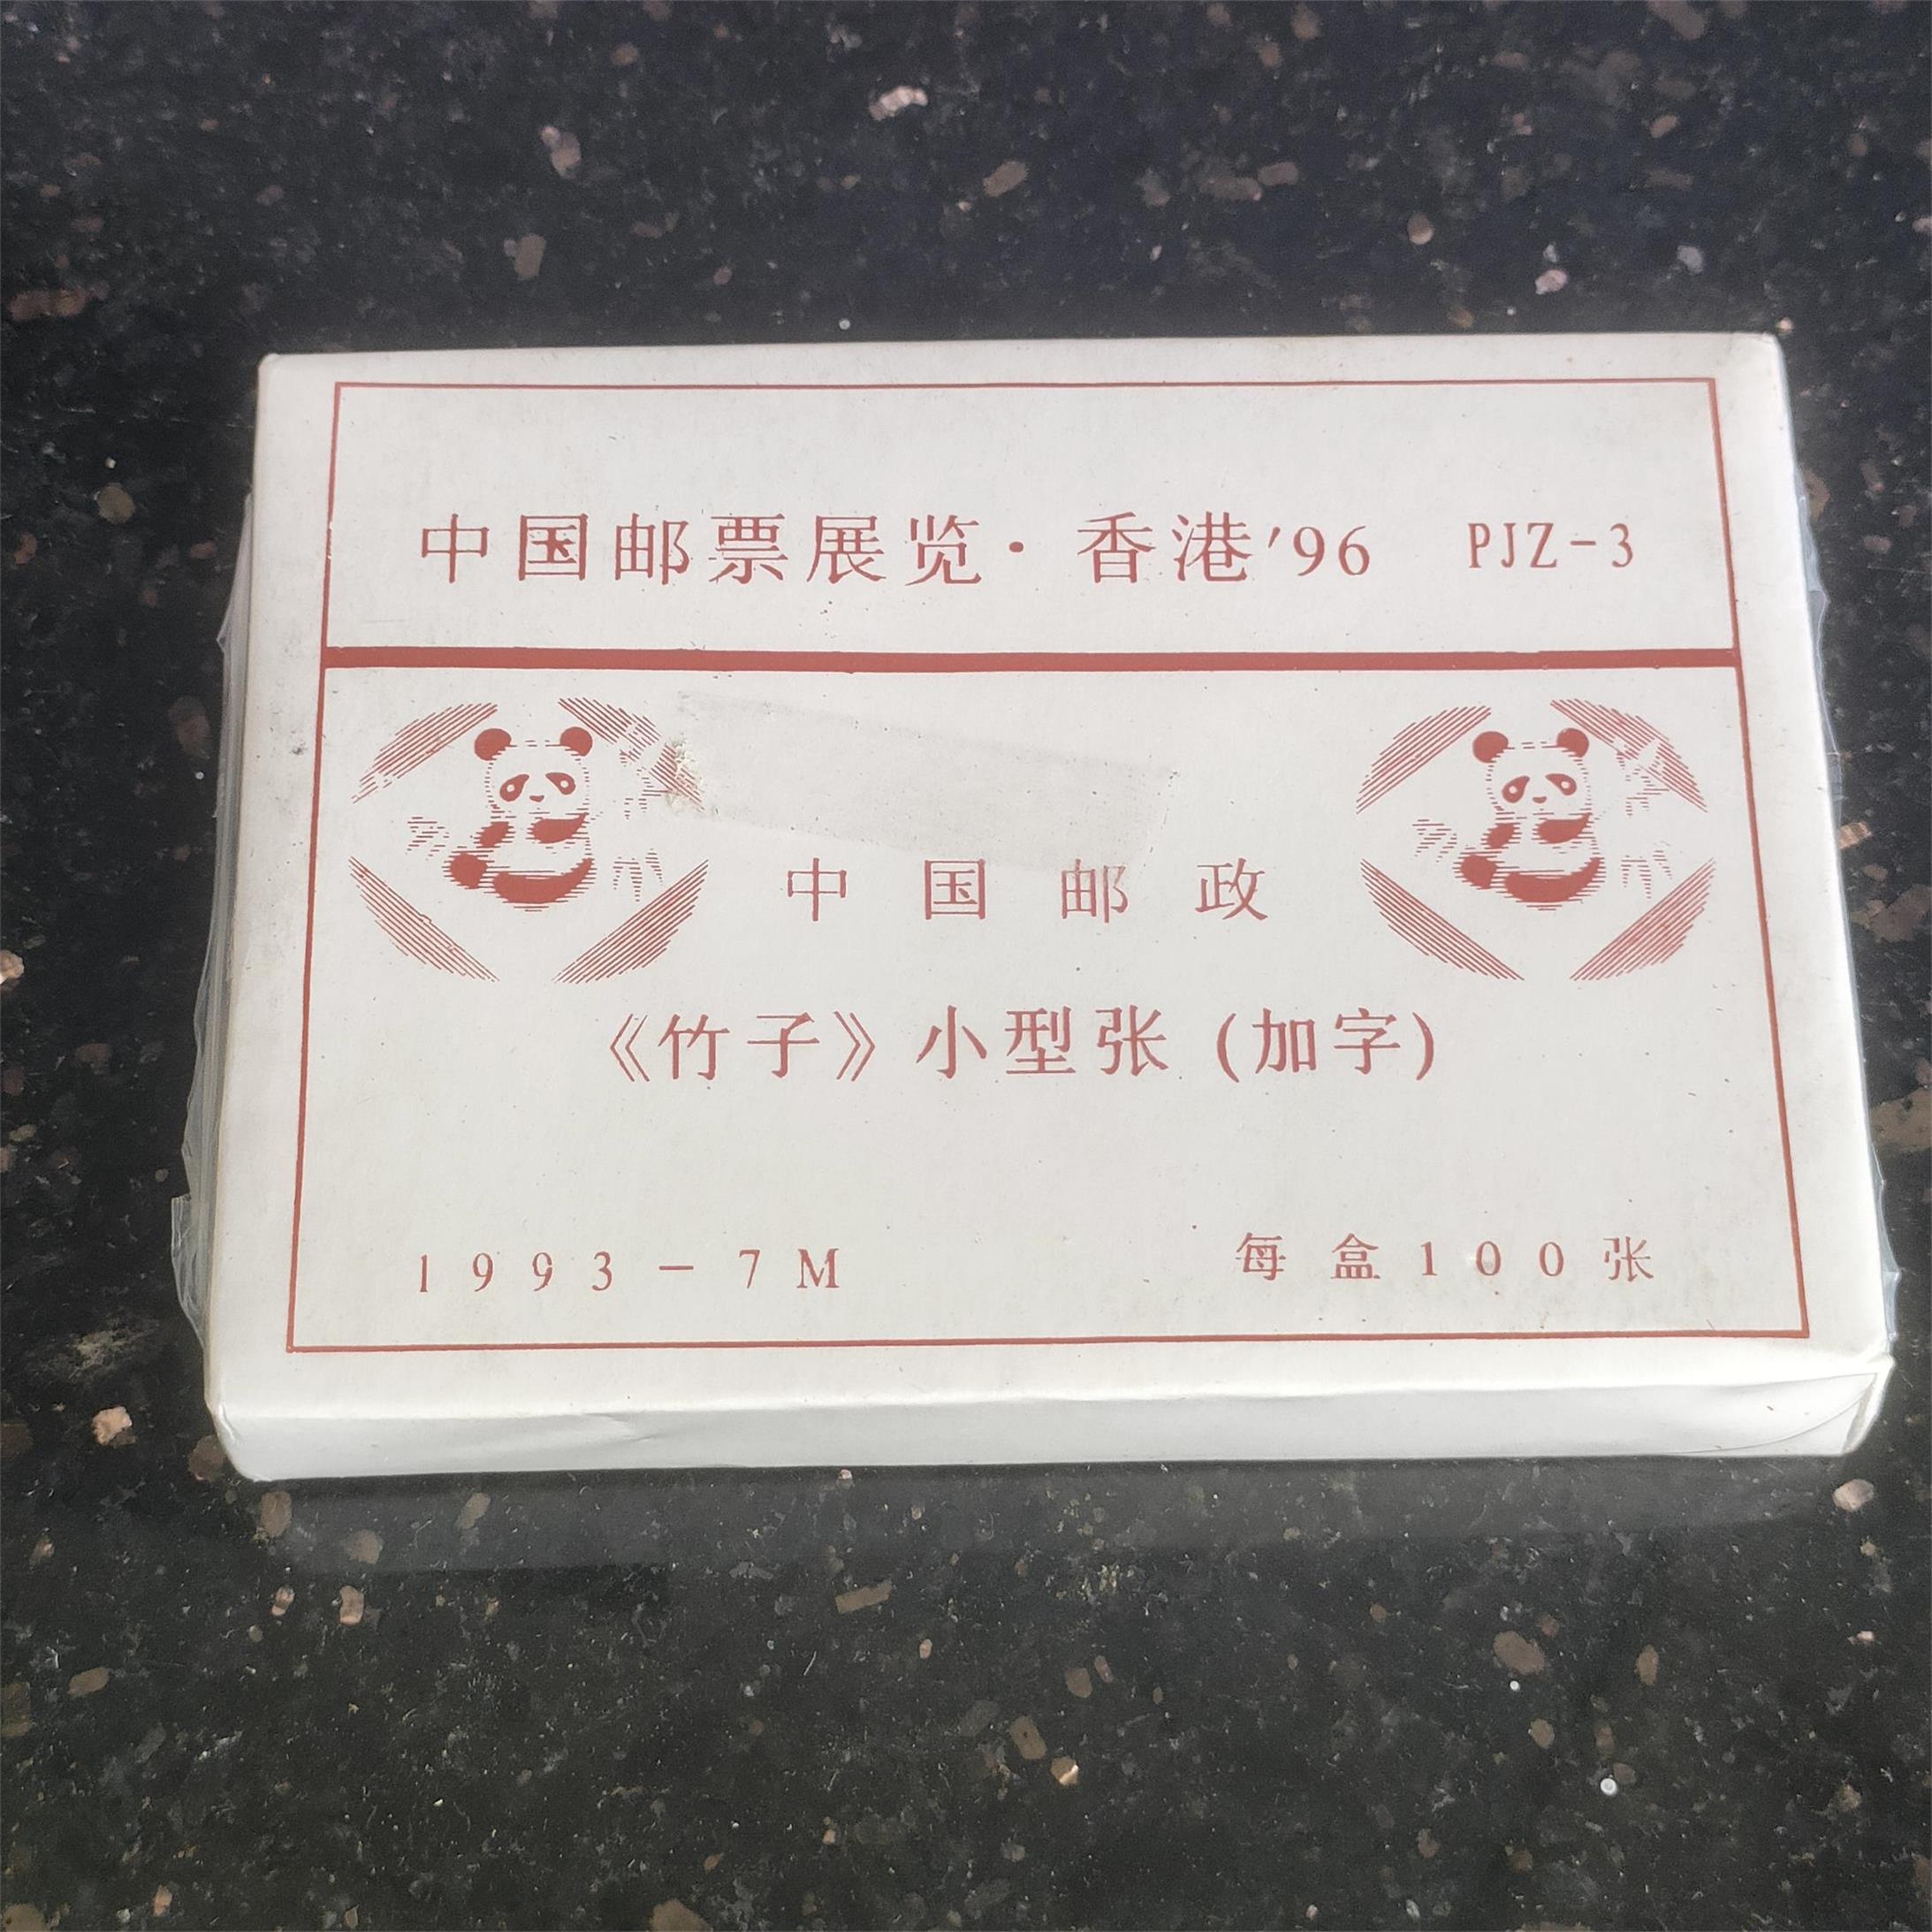 中国邮票展览·香港'96 PJZ-3
中国邮政
《竹子》小型张(加字)
1993-7M 每盒100张